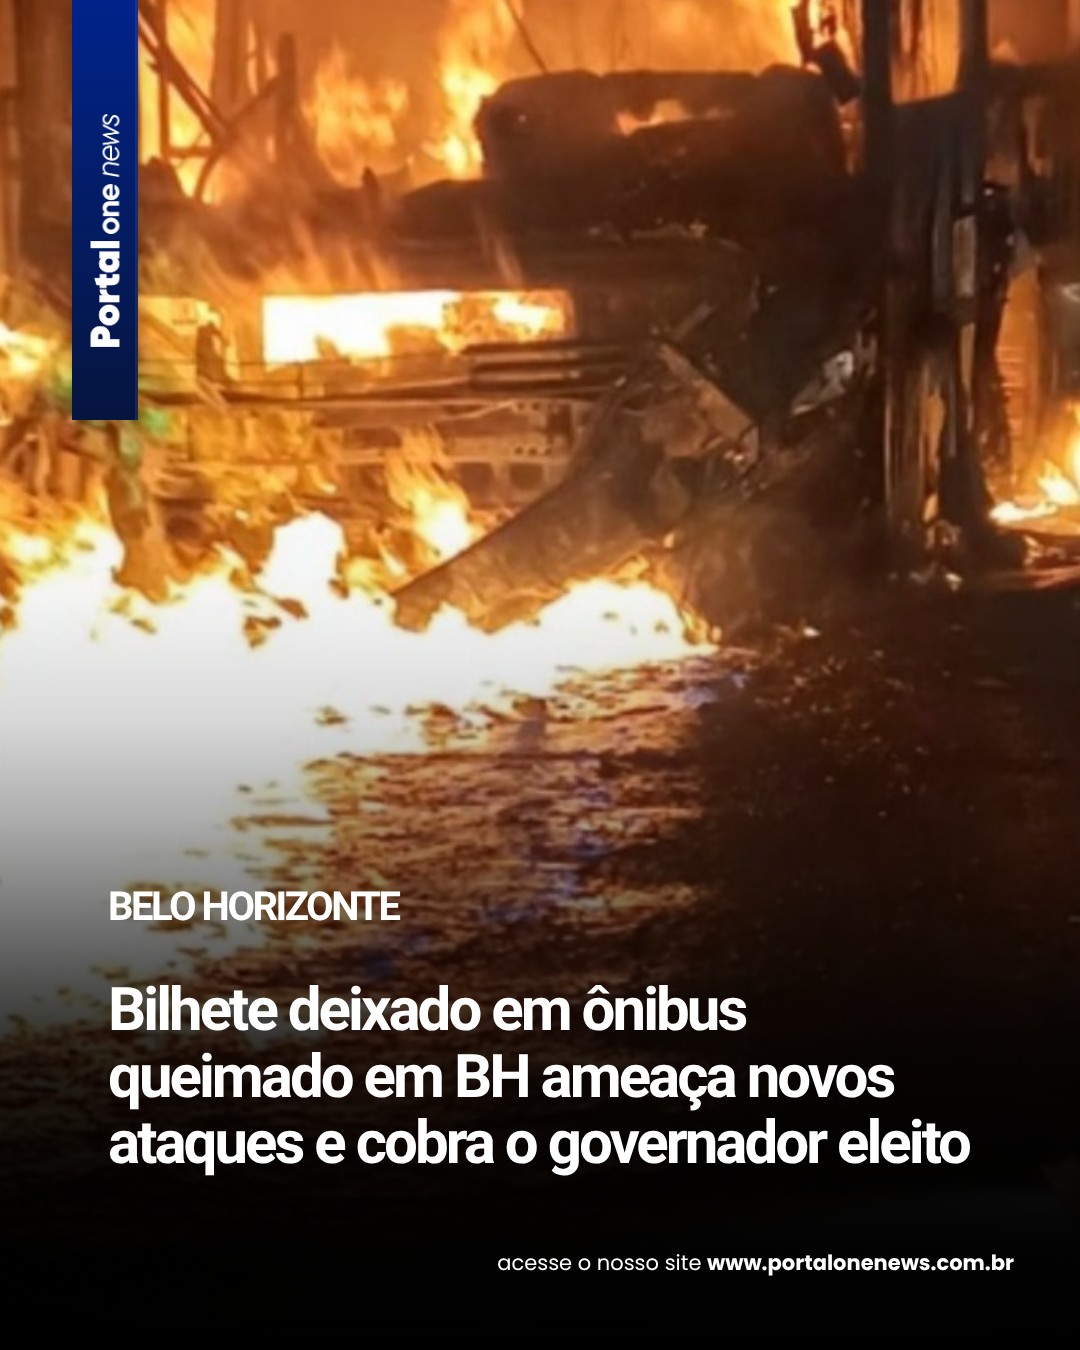 Portal one news
BELO HORIZONTE
Bilhete deixado em ônibus
queimado em BH ameaça novos
ataques e cobra o governador eleito
acesse o nosso site www.portalonenews.com.br